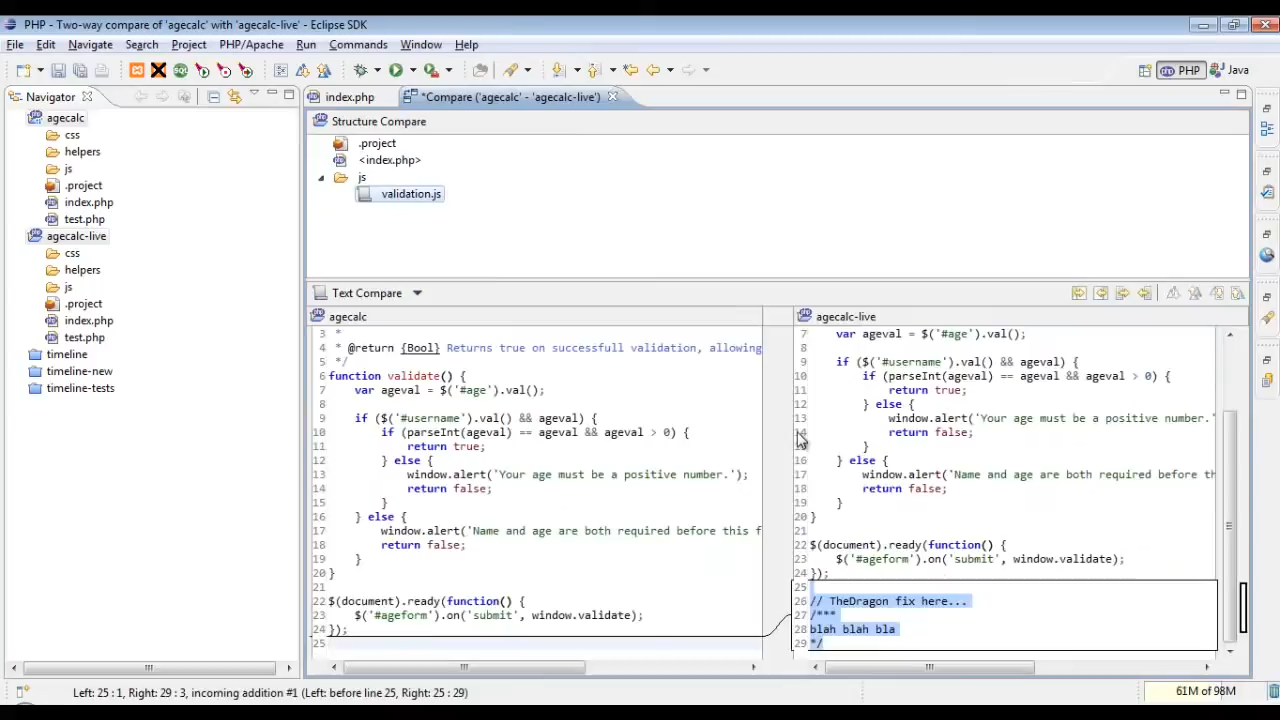 PHP - Two-way compare of 'agecalc' with 'agecalc-live' - Eclipse SDK
File Edit Navigate Search Project PHP/Apache Run Commands Window Help
PHP Java
Navigator
agecalc
css
helpers
js
.project
index.php
test.php
agecalc-live
css
helpers
js
.project
index.php
test.php
timeline
timeline-new
timeline-tests
index.php *Compare ('agecalc' - 'agecalc-live')
Structure Compare
.project
<index.php>
js
validation.js
Text Compare
agecalc
3 *
4 * @return {Bool} Returns true on successfull validation, allowing
5 */
6 function validate() {
7 var ageval = $('#age').val();
8
9 if ($('#username').val() && ageval) {
10 if (parseInt(ageval) == ageval && ageval > 0) {
11 return true;
12 } else {
13 window.alert('Your age must be a positive number.');
14 return false;
15 }
16 } else {
17 window.alert('Name and age are both required before this f
18 return false;
19 }
20 }
21
22 $(document).ready(function() {
23 $('#ageform').on('submit', window.validate);
24 });
25
agecalc-live
7 var ageval = $('#age').val();
8
9 if ($('#username').val() && ageval) {
10 if (parseInt(ageval) == ageval && ageval > 0) {
11 return true;
12 } else {
13 window.alert('Your age must be a positive number.'
14 return false;
}
16 } else {
17 window.alert('Name and age are both required before th
18 return false;
19 }
20 }
21
22 $(document).ready(function() {
23 $('#ageform').on('submit', window.validate);
24 });
25
26 // TheDragon fix here...
27 /***
28 blah blah bla
29 */
Left: 25 : 1, Right: 29 : 3, incoming addition #1 (Left: before line 25, Right: 25 : 29)
61M of 98M